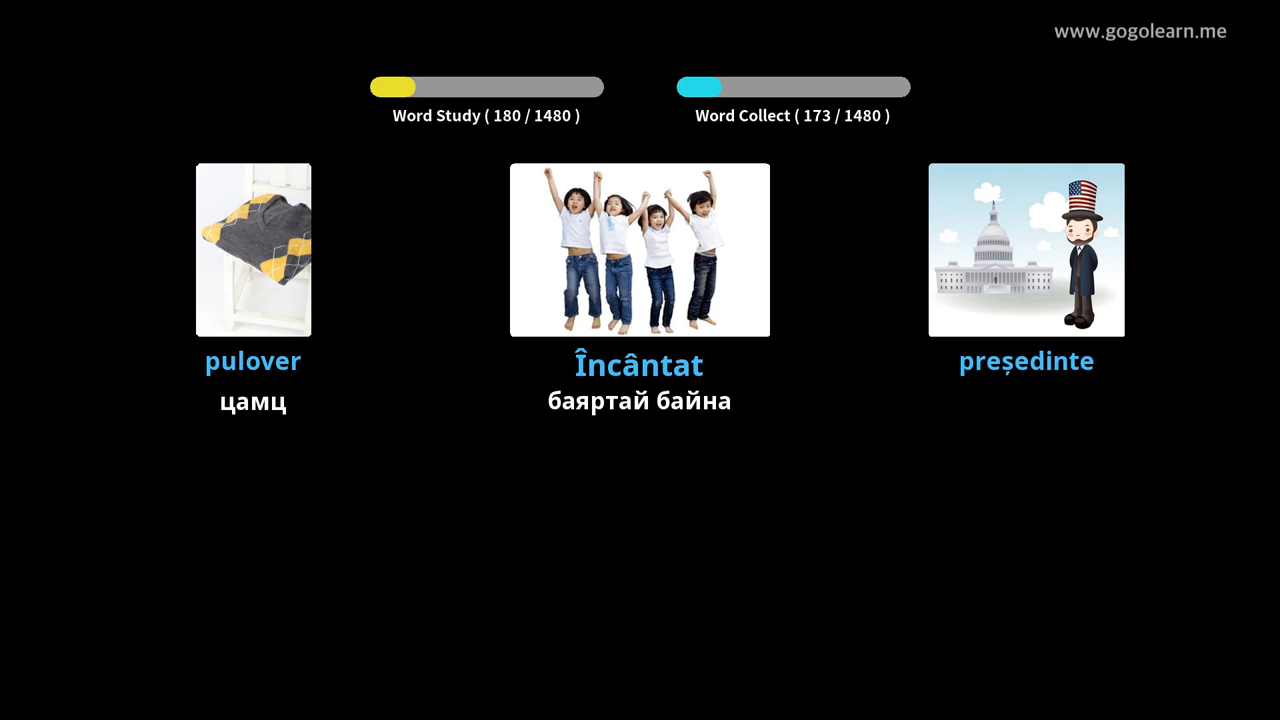 www.gogolearn.me
Word Study ( 180 / 1480 )
Word Collect ( 173 / 1480 )
pulover
цамц
Încântat
баяртай байна
președinte